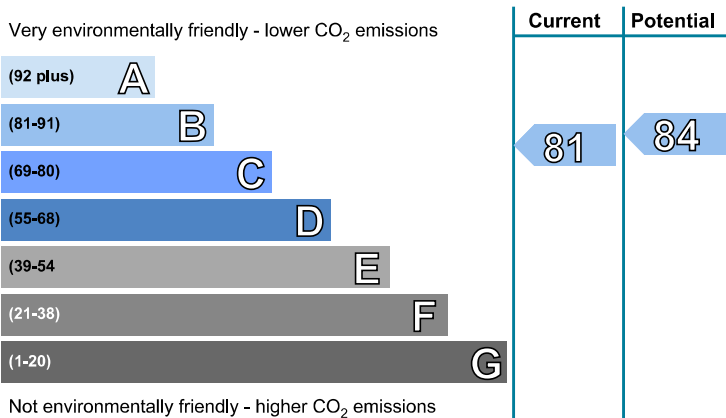 Very environmentally friendly - lower CO₂ emissions
Current
Potential
(92 plus) A
(81-91) B
(69-80) C
(55-68) D
(39-54 E
(21-38) F
(1-20) G
81
84
Not environmentally friendly - higher CO₂ emissions